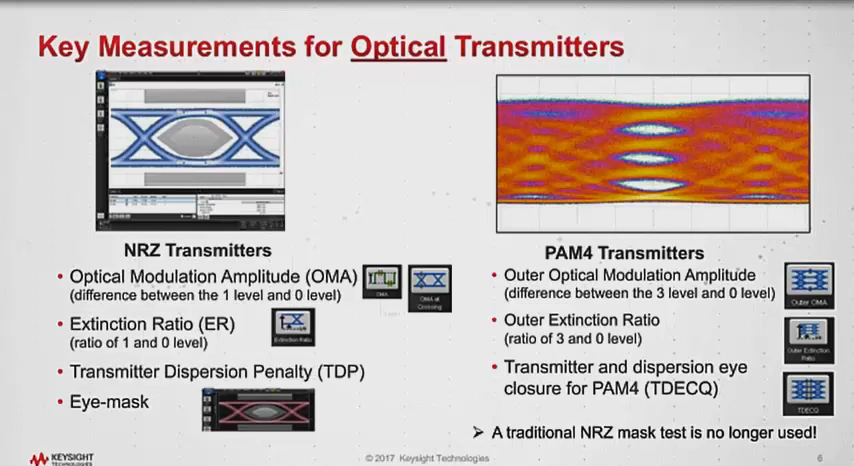 Key Measurements for Optical Transmitters
NRZ Transmitters
• Optical Modulation Amplitude (OMA)
(difference between the 1 level and 0 level)
OMA
OMA at
Crossing
• Extinction Ratio (ER)
(ratio of 1 and 0 level)
Extinction Ratio
• Transmitter Dispersion Penalty (TDP)
• Eye-mask
PAM4 Transmitters
• Outer Optical Modulation Amplitude
(difference between the 3 level and 0 level)
Outer OMA
• Outer Extinction Ratio
(ratio of 3 and 0 level)
Outer Extinction
Ratio
• Transmitter and dispersion eye
closure for PAM4 (TDECQ)
TDECQ
➢ A traditional NRZ mask test is no longer used!
KEYSIGHT
TECHNOLOGIES
© 2017 Keysight Technologies
6